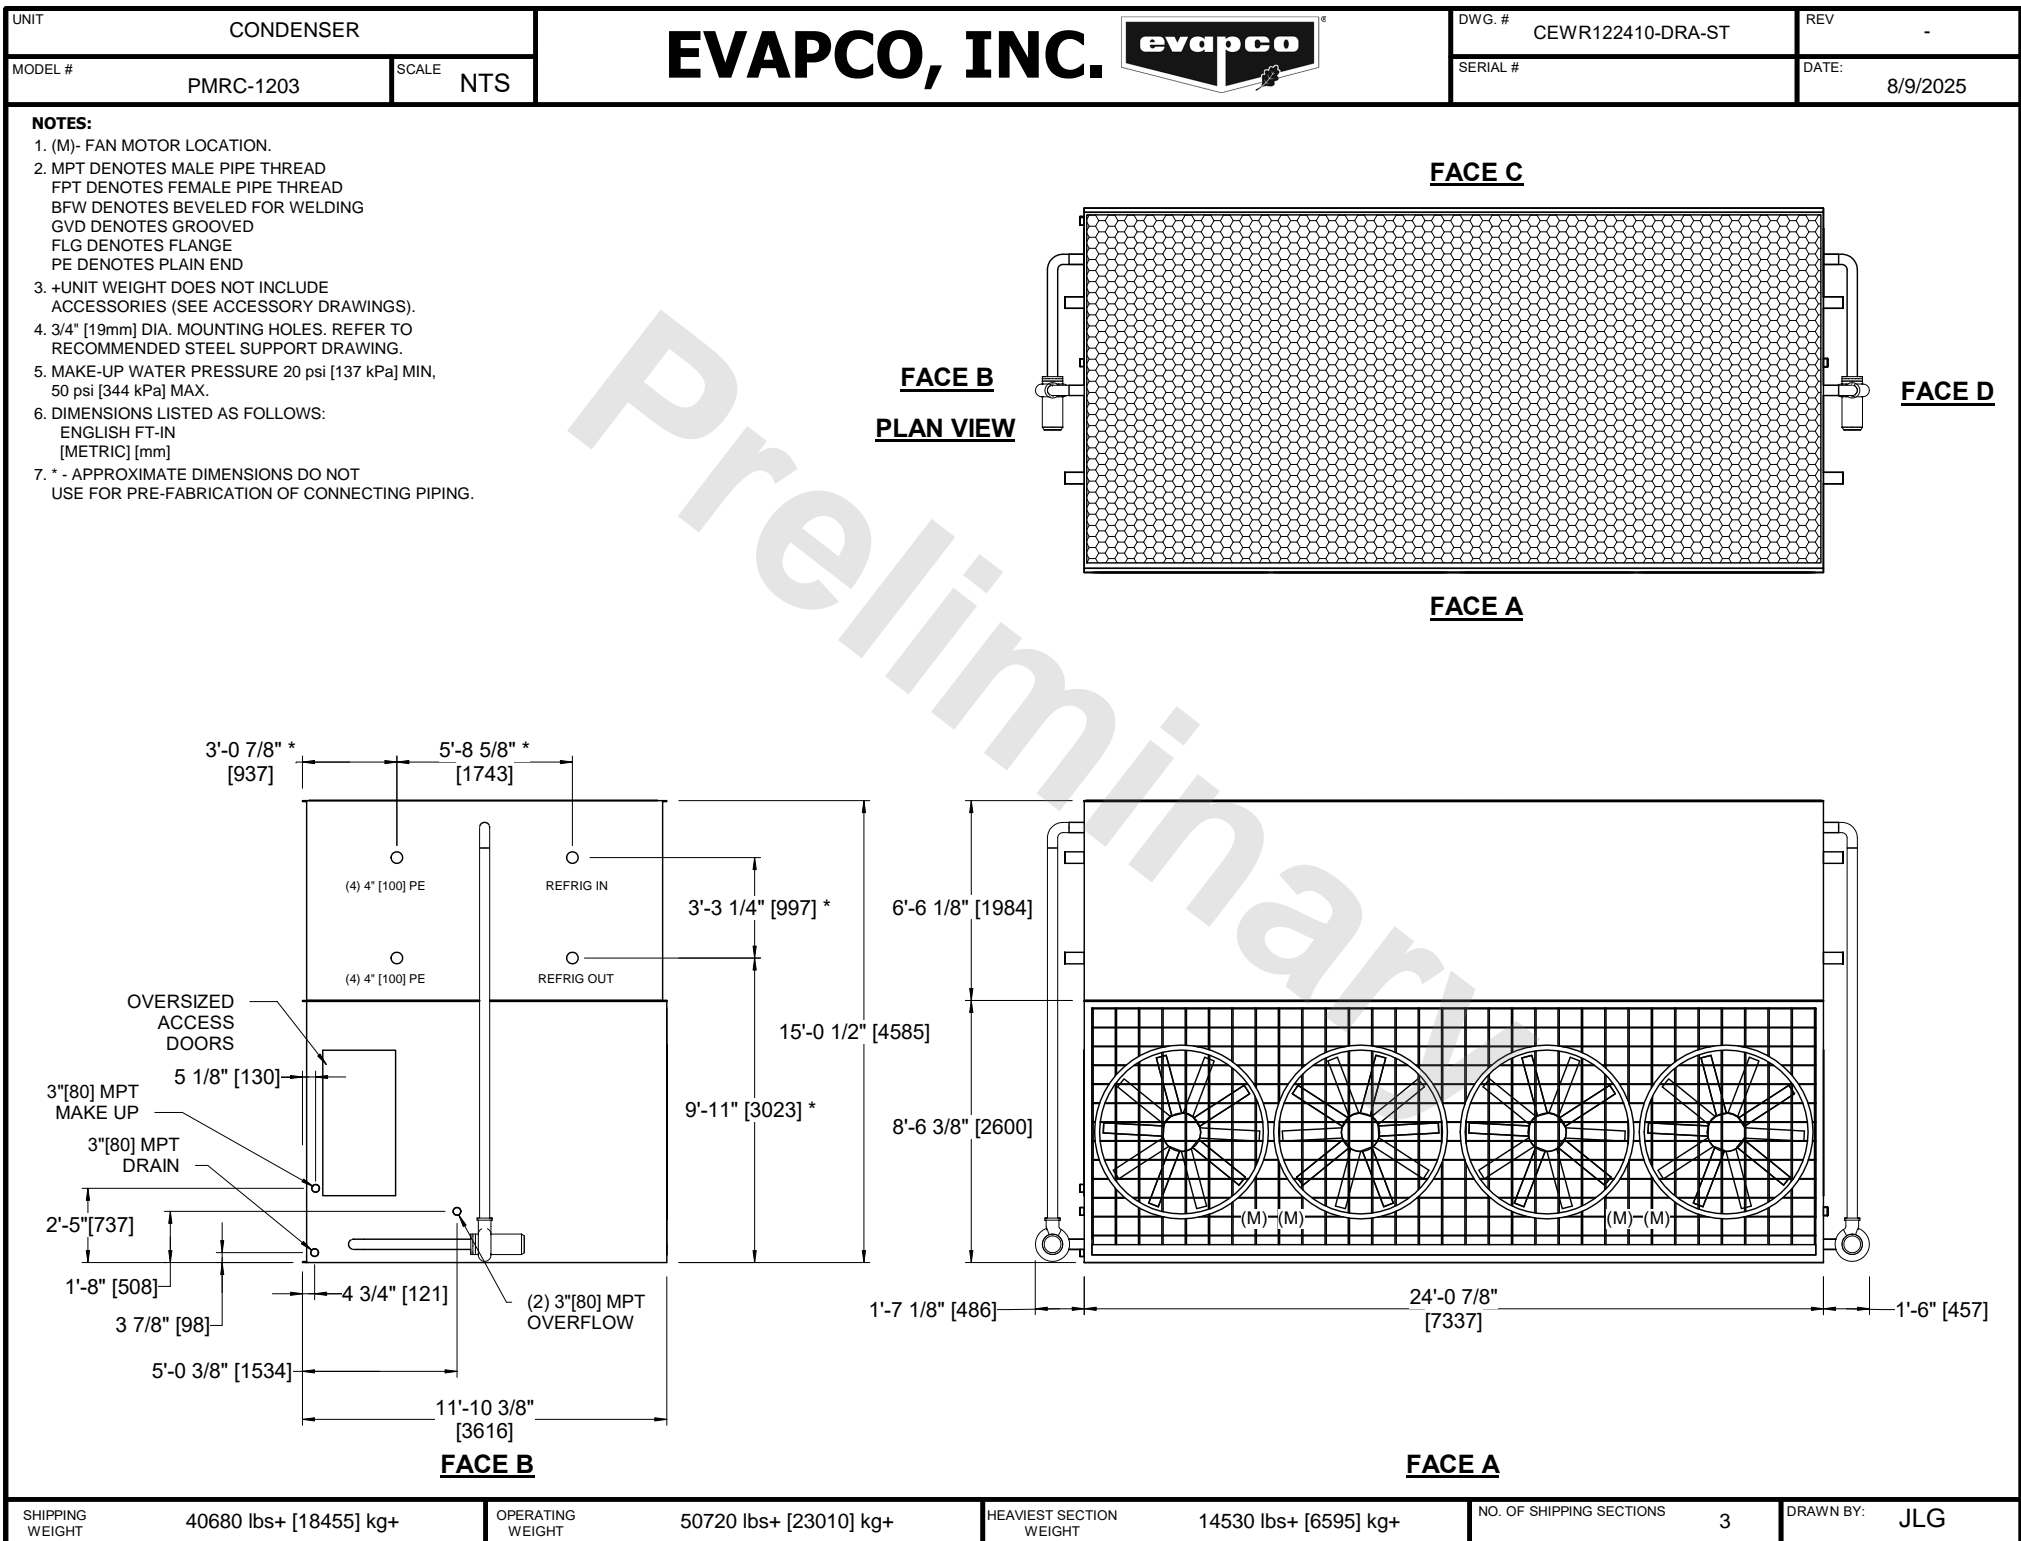 UNIT
CONDENSER
MODEL #
PMRC-1203
SCALE
NTS
EVAPCO, INC.
evapco
®
DWG. #
CEWR122410-DRA-ST
REV
-
SERIAL #
DATE:
8/9/2025
NOTES:
1. (M)- FAN MOTOR LOCATION.
2. MPT DENOTES MALE PIPE THREAD
FPT DENOTES FEMALE PIPE THREAD
BFW DENOTES BEVELED FOR WELDING
GVD DENOTES GROOVED
FLG DENOTES FLANGE
PE DENOTES PLAIN END
3. +UNIT WEIGHT DOES NOT INCLUDE
ACCESSORIES (SEE ACCESSORY DRAWINGS).
4. 3/4" [19mm] DIA. MOUNTING HOLES. REFER TO
RECOMMENDED STEEL SUPPORT DRAWING.
5. MAKE-UP WATER PRESSURE 20 psi [137 kPa] MIN,
50 psi [344 kPa] MAX.
6. DIMENSIONS LISTED AS FOLLOWS:
ENGLISH FT-IN
[METRIC] [mm]
7. * - APPROXIMATE DIMENSIONS DO NOT
USE FOR PRE-FABRICATION OF CONNECTING PIPING.
Preliminary
FACE C
FACE B
PLAN VIEW
FACE D
FACE A
3'-0 7/8" *
[937]
5'-8 5/8" *
[1743]
(4) 4" [100] PE
REFRIG IN
3'-3 1/4" [997] *
(4) 4" [100] PE
REFRIG OUT
OVERSIZED
ACCESS
DOORS
15'-0 1/2" [4585]
5 1/8" [130]
3"[80] MPT
MAKE UP
9'-11" [3023] *
3"[80] MPT
DRAIN
2'-5"[737]
1'-8" [508]
4 3/4" [121]
3 7/8" [98]
(2) 3"[80] MPT
OVERFLOW
5'-0 3/8" [1534]
11'-10 3/8"
[3616]
FACE B
6'-6 1/8" [1984]
8'-6 3/8" [2600]
(M) (M)
(M) (M)
1'-7 1/8" [486]
24'-0 7/8"
[7337]
1'-6" [457]
FACE A
SHIPPING
WEIGHT
40680 lbs+ [18455] kg+
OPERATING
WEIGHT
50720 lbs+ [23010] kg+
HEAVIEST SECTION
WEIGHT
14530 lbs+ [6595] kg+
NO. OF SHIPPING SECTIONS
3
DRAWN BY:
JLG